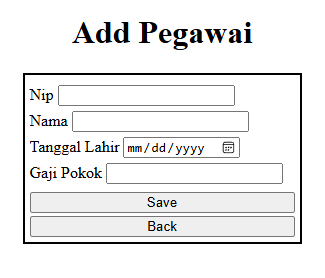 Add Pegawai
Nip
Nama
Tanggal Lahir mm/dd/yyyy
Gaji Pokok
Save
Back